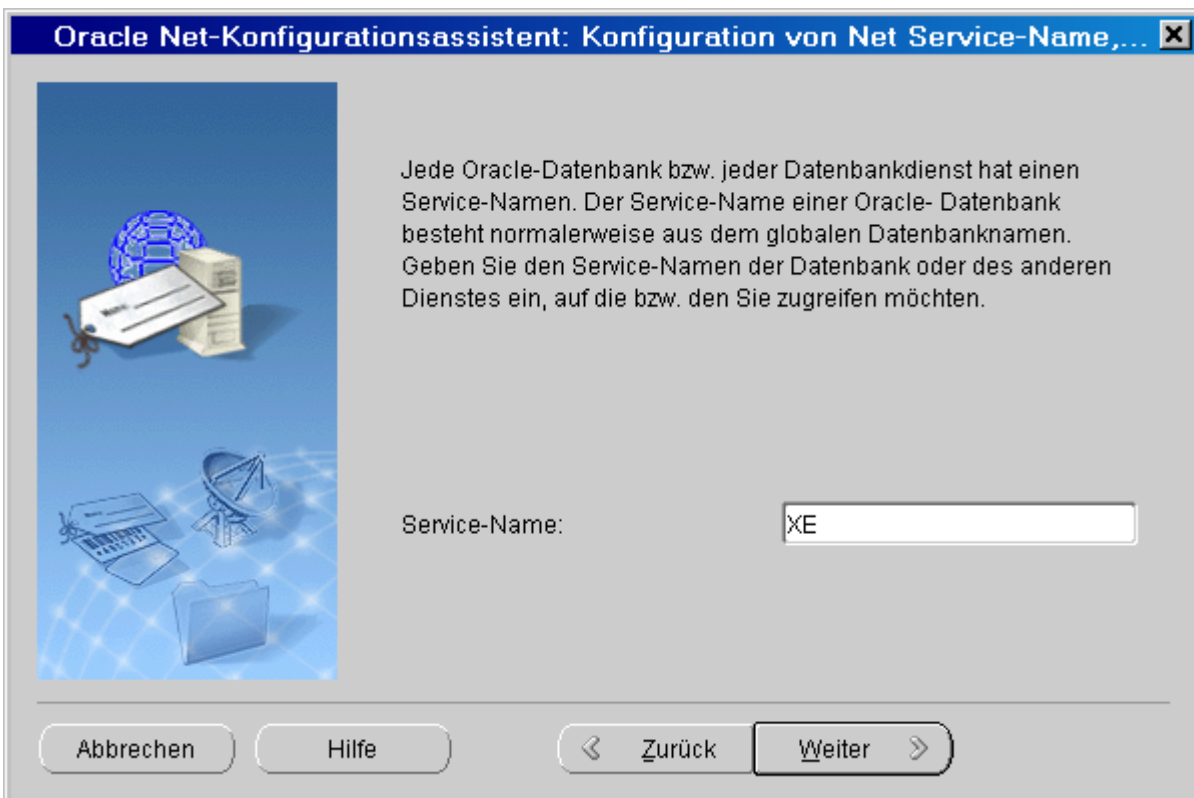 Oracle Net-Konfigurationsassistent: Konfiguration von Net Service-Name,...
Jede Oracle-Datenbank bzw. jeder Datenbankdienst hat einen
Service-Namen. Der Service-Name einer Oracle- Datenbank
besteht normalerweise aus dem globalen Datenbanknamen.
Geben Sie den Service-Namen der Datenbank oder des anderen
Dienstes ein, auf die bzw. den Sie zugreifen möchten.
Service-Name:
XE
Abbrechen
Hilfe
Zurück
Weiter